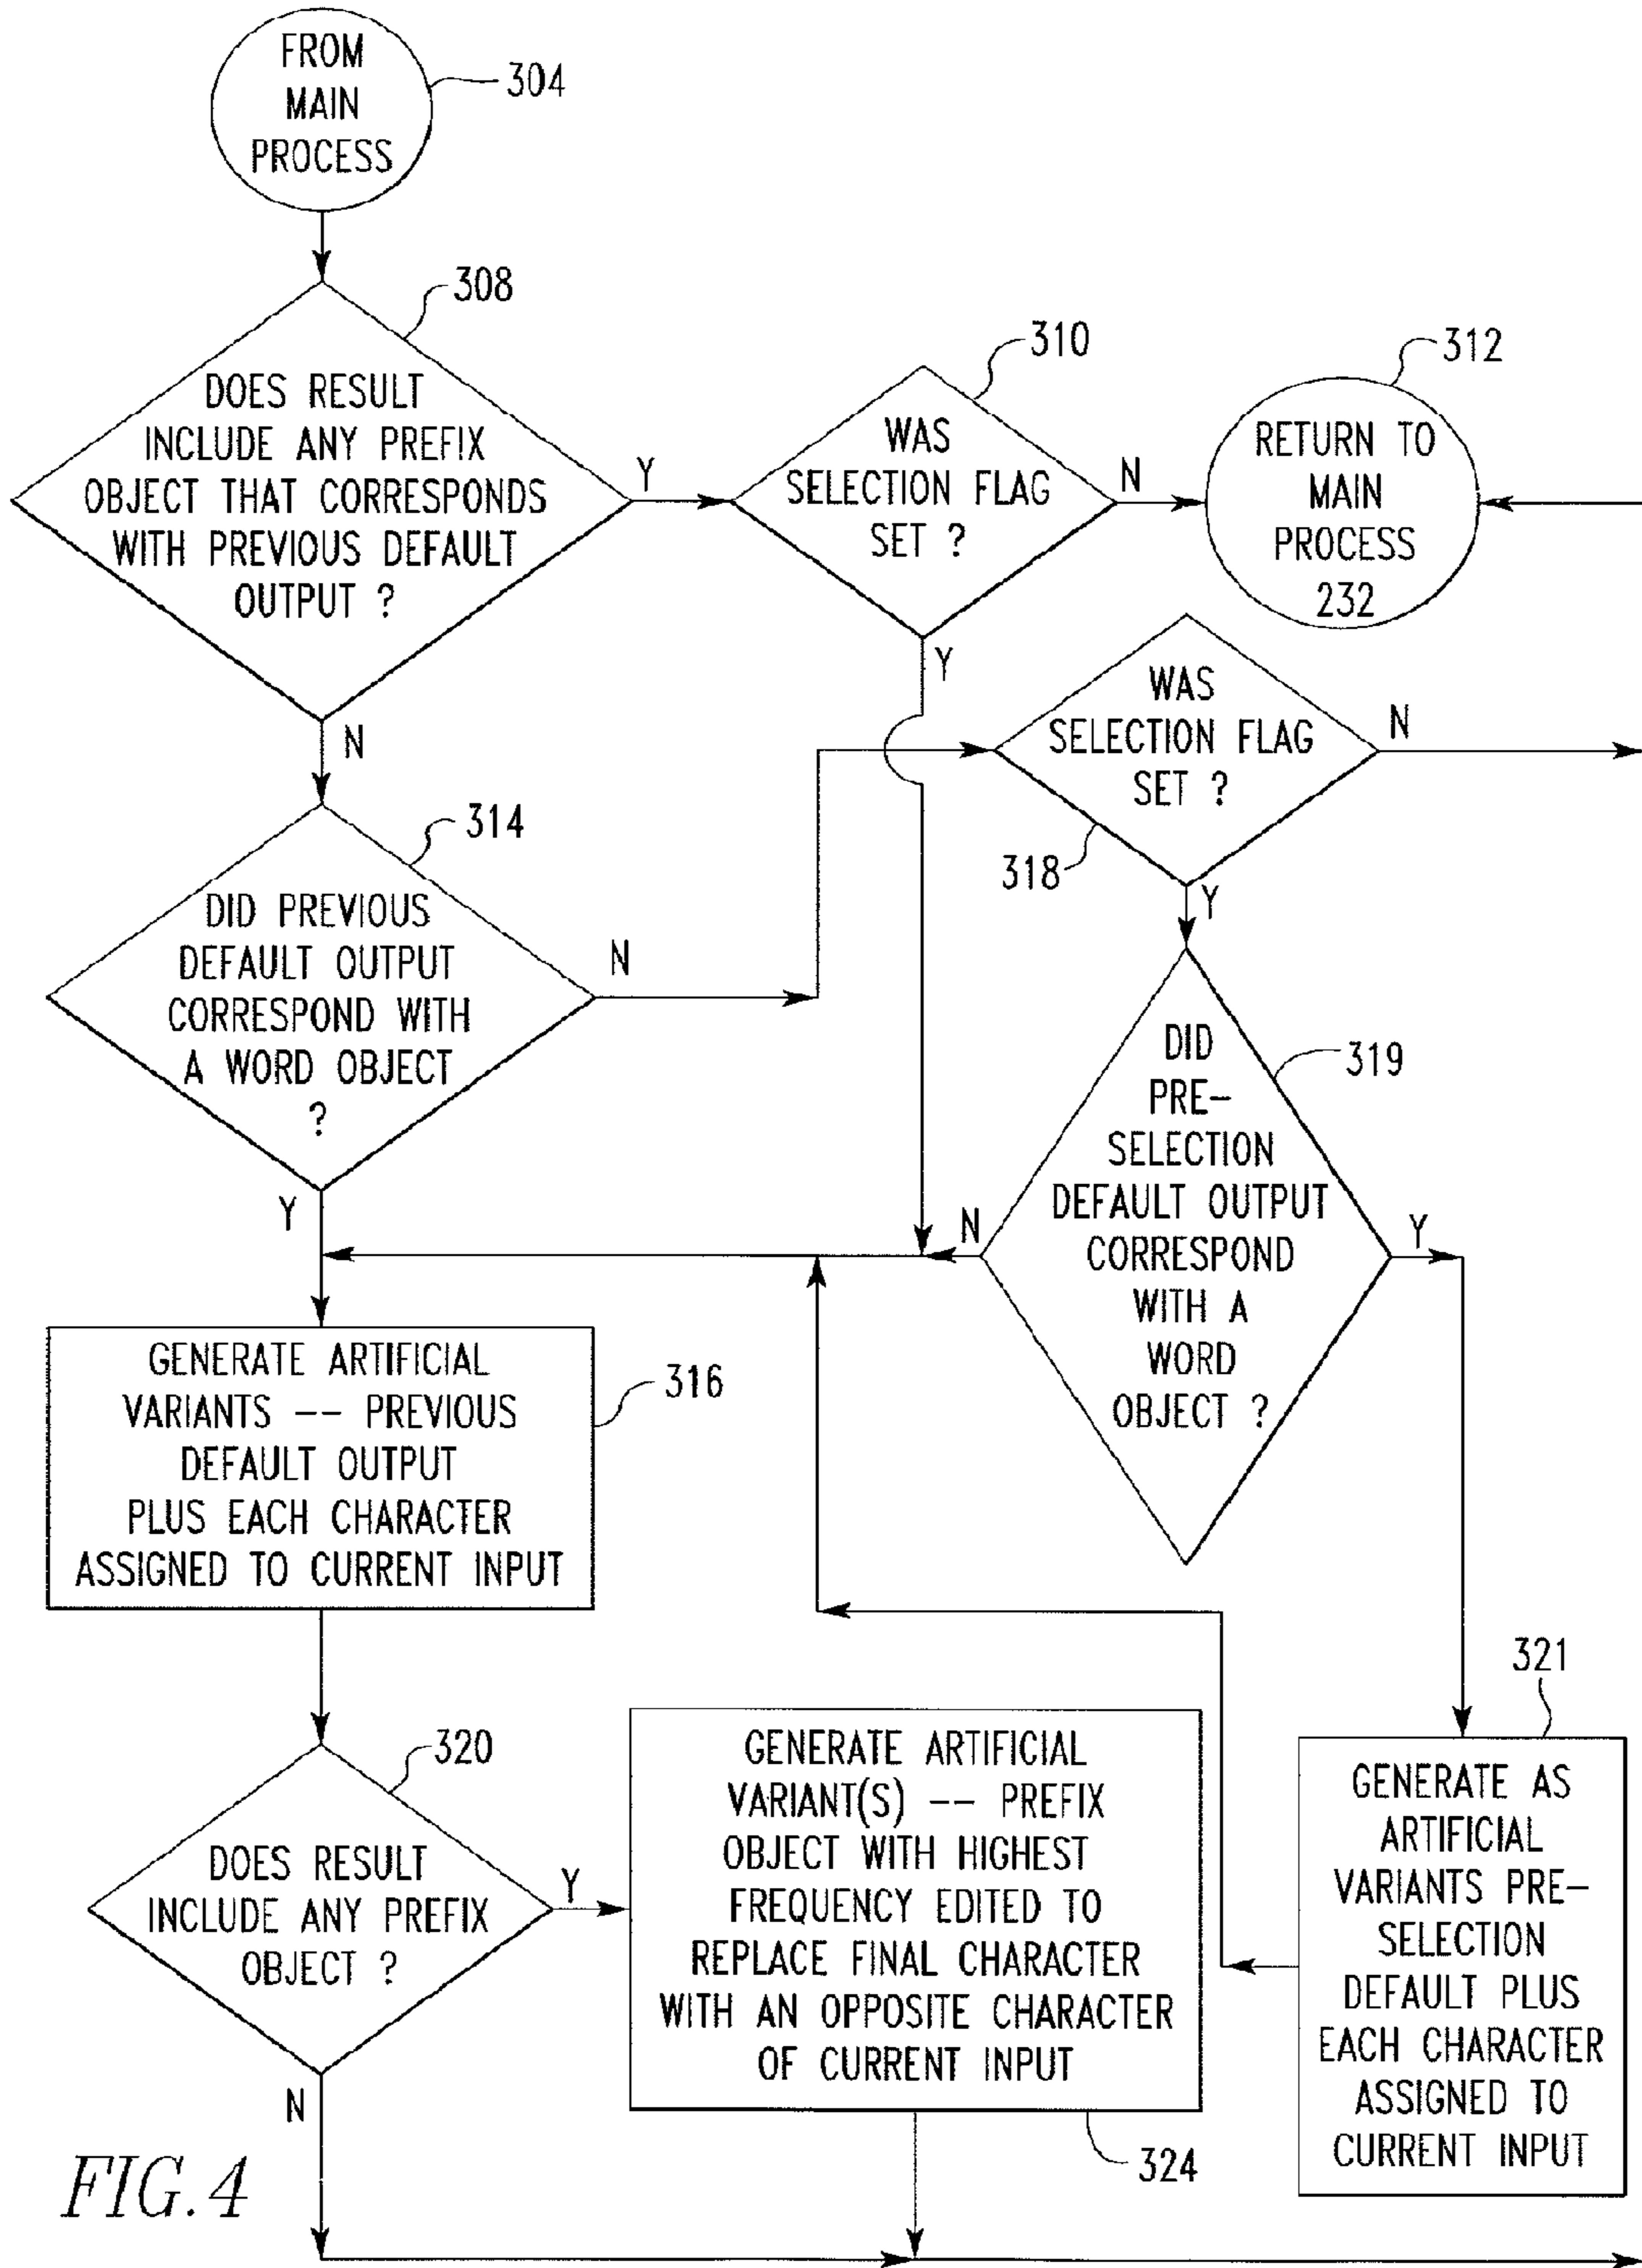 FROM
MAIN
PROCESS
304
308
DOES RESULT
INCLUDE ANY PREFIX
OBJECT THAT CORRESPONDS
WITH PREVIOUS DEFAULT
OUTPUT ?
Y
N
310
WAS
SELECTION FLAG
SET ?
N
Y
312
RETURN TO
MAIN
PROCESS
232
314
DID PREVIOUS
DEFAULT OUTPUT
CORRESPOND WITH
A WORD OBJECT
?
N
Y
WAS
SELECTION FLAG
SET ?
318
N
Y
319
DID
PRE-
SELECTION
DEFAULT OUTPUT
CORRESPOND
WITH A
WORD
OBJECT ?
N
Y
GENERATE ARTIFICIAL
VARIANTS -- PREVIOUS
DEFAULT OUTPUT
PLUS EACH CHARACTER
ASSIGNED TO CURRENT INPUT
316
320
DOES RESULT
INCLUDE ANY PREFIX
OBJECT ?
Y
N
GENERATE ARTIFICIAL
VARIANT(S) -- PREFIX
OBJECT WITH HIGHEST
FREQUENCY EDITED TO
REPLACE FINAL CHARACTER
WITH AN OPPOSITE CHARACTER
OF CURRENT INPUT
324
321
GENERATE AS
ARTIFICIAL
VARIANTS PRE-
SELECTION
DEFAULT PLUS
EACH CHARACTER
ASSIGNED TO
CURRENT INPUT
FIG.4